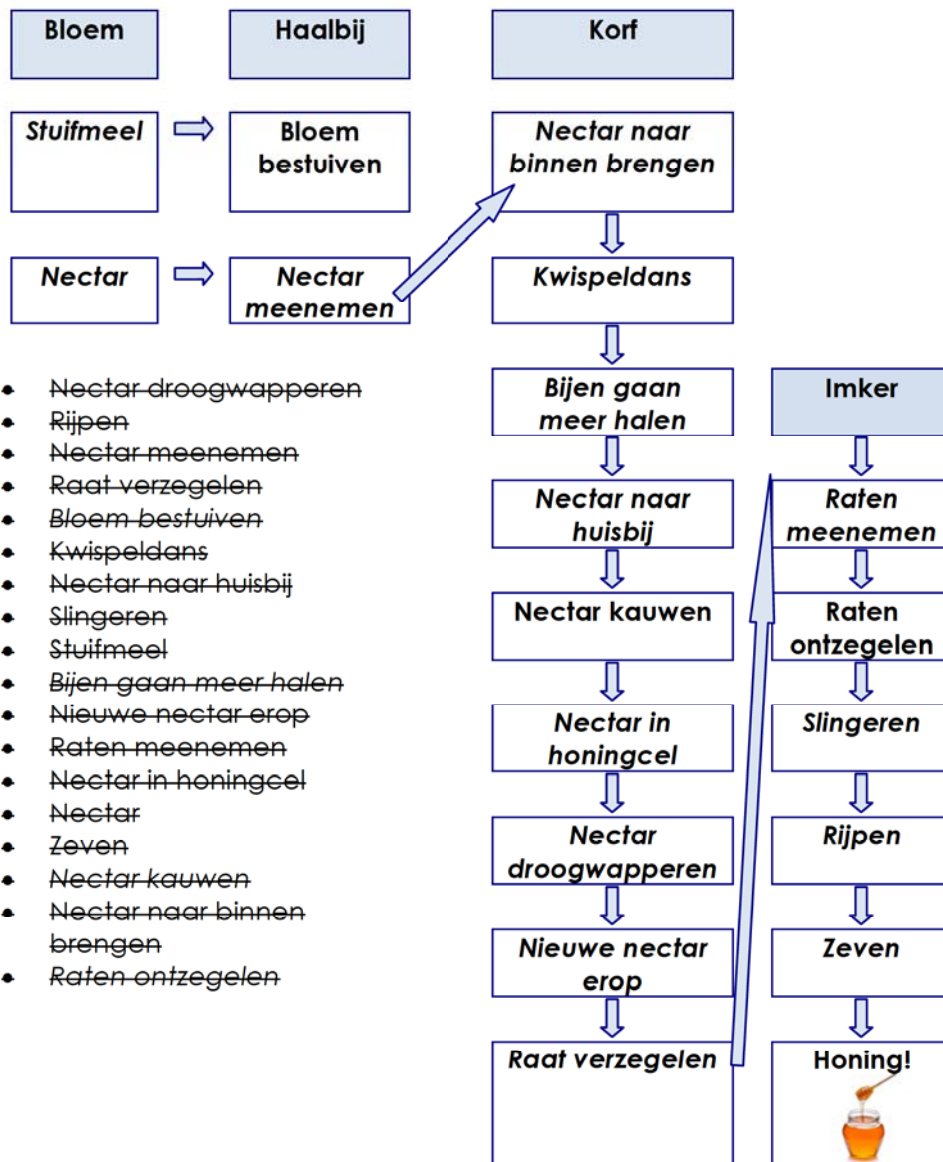 Bloem
Haalbij
Korf
Stuifmeel
Bloem
bestuiven
Nectar naar
binnen brengen
Nectar
Nectar
meenemen
Kwispeldans
Bijen gaan
meer halen
Imker
Nectar naar
huisbij
Raten
meenemen
Nectar kauwen
Raten
ontzegelen
Nectar in
honingcel
Slingeren
Nectar
droogwapperen
Rijpen
Nieuwe nectar
erop
Zeven
Raat verzegelen
Honing!
• Nectar droogwapperen
• Rijpen
• Nectar meenemen
• Raat verzegelen
• Bloem bestuiven
• Kwispeldans
• Nectar naar huisbij
• Slingeren
• Stuifmeel
• Bijen gaan meer halen
• Nieuwe nectar erop
• Raten meenemen
• Nectar in honingcel
• Nectar
• Zeven
• Nectar kauwen
• Nectar naar binnen
brengen
• Raten ontzegelen